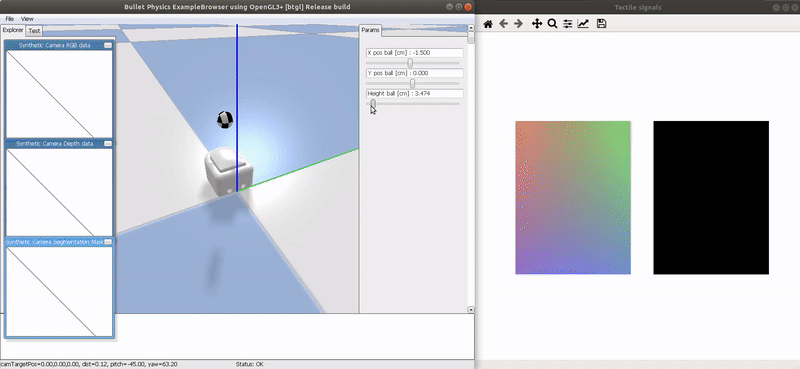 Bullet Physics ExampleBrowser using OpenGL3+ [btgl] Release build
File View
Explorer Test
Synthetic Camera RGB data
Synthetic Camera Depth data
Synthetic Camera Segmentation Mask
Params
X pos ball [cm] : -1.500
Y pos ball [cm] : 0.000
Height ball [cm] : 3.474
camTargetPos=0.00,0.00,0.00, dist=0.12, pitch=-45.00, yaw=63.20
Status: OK
Tactile signals